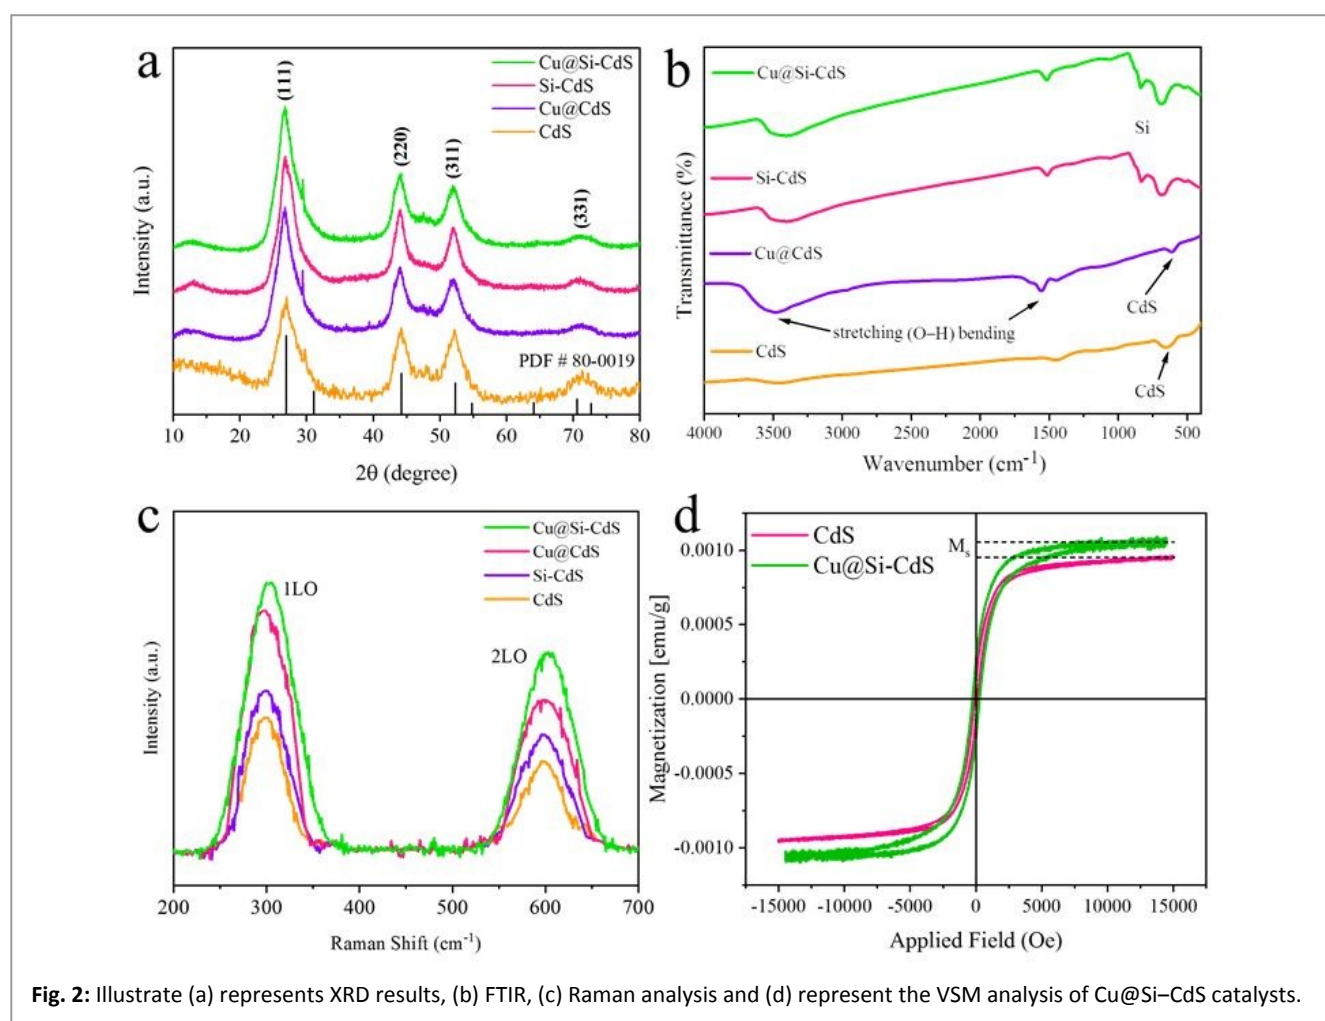 a
(111)
(220)
(311)
(331)
Cu@Si-CdS
Si-CdS
Cu@CdS
CdS
PDF # 80-0019
Intensity (a.u.)
10 20 30 40 50 60 70 80
2θ (degree)
b
Cu@Si-CdS
Si
Si-CdS
Cu@CdS
CdS
stretching (O–H) bending
CdS
CdS
Transmittance (%)
4000 3500 3000 2500 2000 1500 1000 500
Wavenumber (cm-1)
c
Cu@Si-CdS
Cu@CdS
Si-CdS
CdS
1LO
2LO
Intensity (a.u.)
200 300 400 500 600 700
Raman Shift (cm-1)
d
CdS
Cu@Si-CdS
Ms
0.0010
0.0005
0.0000
-0.0005
-0.0010
Magnetization [emu/g]
-15000 -10000 -5000 0 5000 10000 15000
Applied Field (Oe)
Fig. 2: Illustrate (a) represents XRD results, (b) FTIR, (c) Raman analysis and (d) represent the VSM analysis of Cu@Si–CdS catalysts.